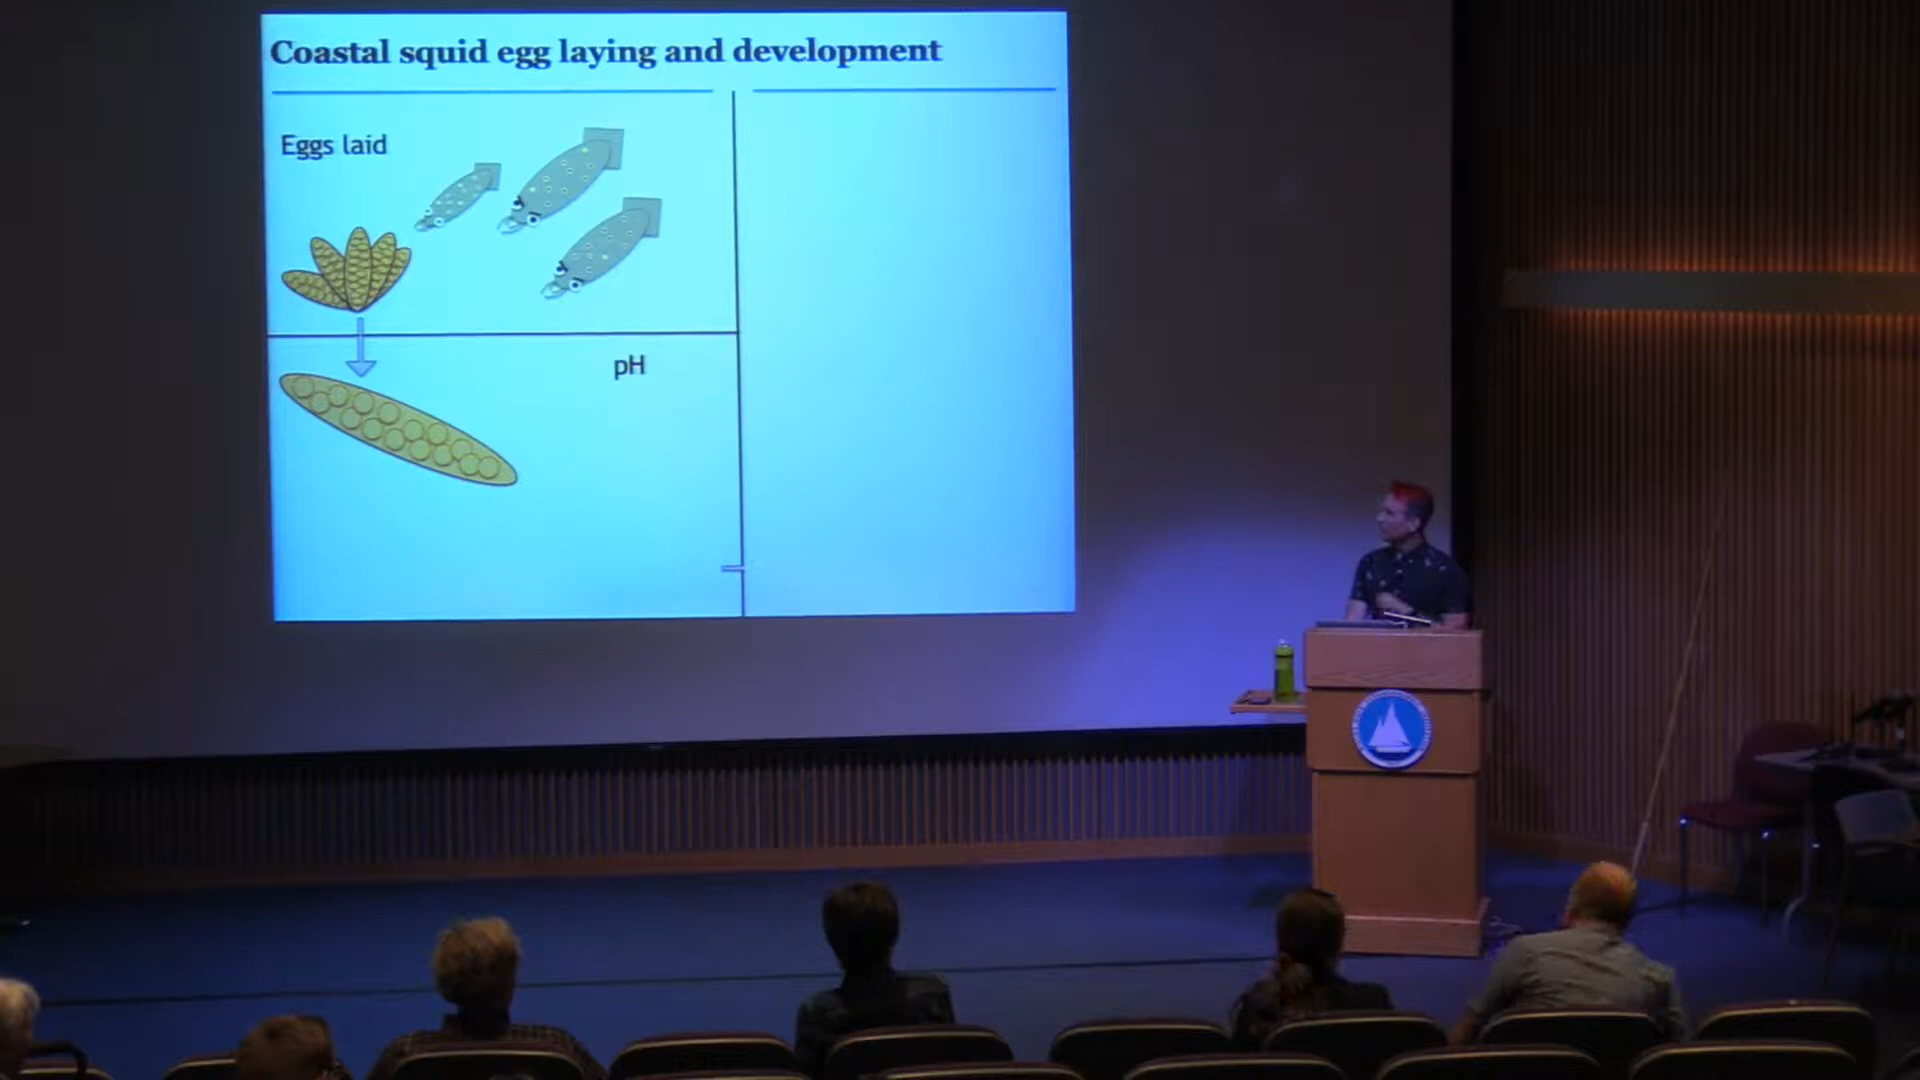 Coastal squid egg laying and development
Eggs laid
pH